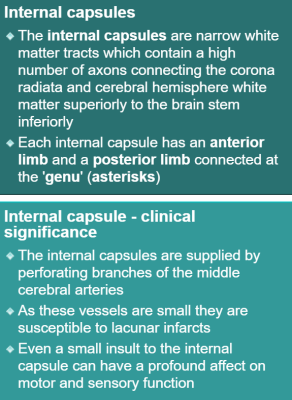 Internal capsules
The internal capsules are narrow white
matter tracts which contain a high
number of axons connecting the corona
radiata and cerebral hemisphere white
matter superiorly to the brain stem
inferiorly
Each internal capsule has an anterior
limb and a posterior limb connected at
the 'genu' (asterisks)
Internal capsule - clinical
significance
The internal capsules are supplied by
perforating branches of the middle
cerebral arteries
As these vessels are small they are
susceptible to lacunar infarcts
Even a small insult to the internal
capsule can have a profound affect on
motor and sensory function